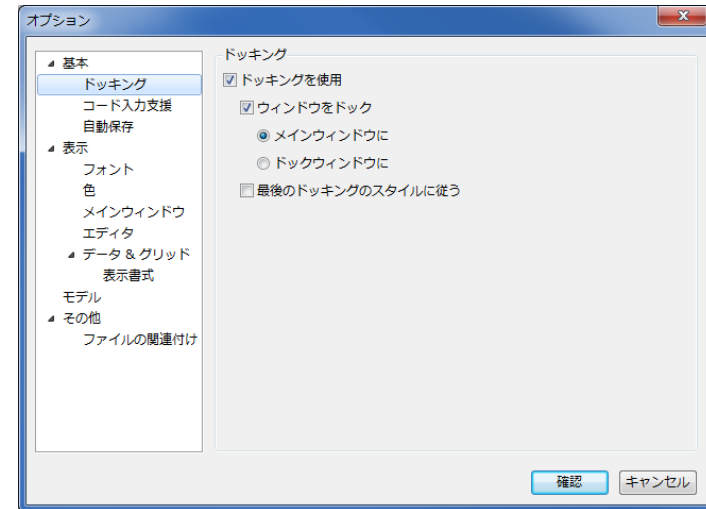 オプション
基本
ドッキング
コード入力支援
自動保存
表示
フォント
色
メインウィンドウ
エディタ
データ & グリッド
表示書式
モデル
その他
ファイルの関連付け
ドッキング
ドッキングを使用
ウィンドウをドック
メインウィンドウに
ドックウィンドウに
最後のドッキングのスタイルに従う
確認
キャンセル